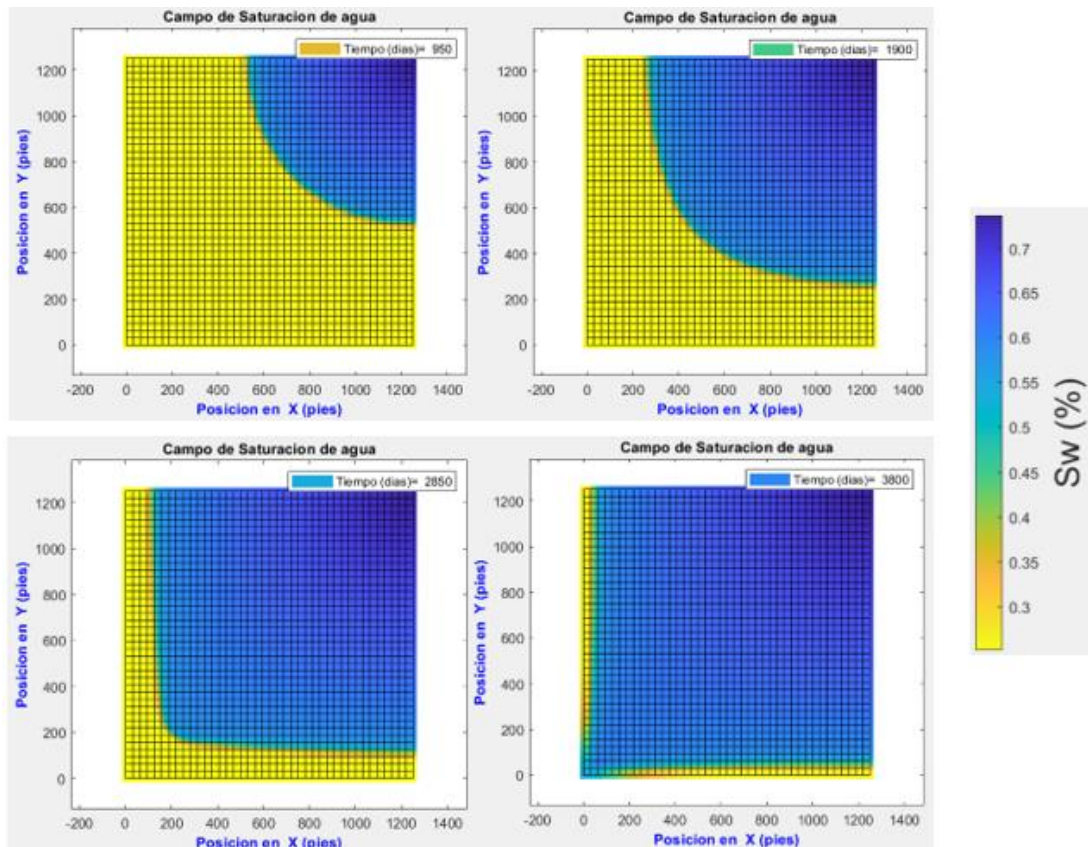 Campo de Saturacion de agua
Tiempo (dias)= 950
1200
1000
800
600
400
200
0
Posicion en Y (pies)
-200 0 200 400 600 800 1000 1200 1400
Posicion en X (pies)
Campo de Saturacion de agua
Tiempo (dias)= 1900
1200
1000
800
600
400
200
0
Posicion en Y (pies)
-200 0 200 400 600 800 1000 1200 1400
Posicion en X (pies)
Campo de Saturacion de agua
Tiempo (dias)= 2850
1200
1000
800
600
400
200
0
Posicion en Y (pies)
-200 0 200 400 600 800 1000 1200 1400
Posicion en X (pies)
Campo de Saturacion de agua
Tiempo (dias)= 3800
1200
1000
800
600
400
200
0
Posicion en Y (pies)
-200 0 200 400 600 800 1000 1200 1400
Posicion en X (pies)
0.7
0.65
0.6
0.55
0.5
0.45
0.4
0.35
0.3
Sw (%)